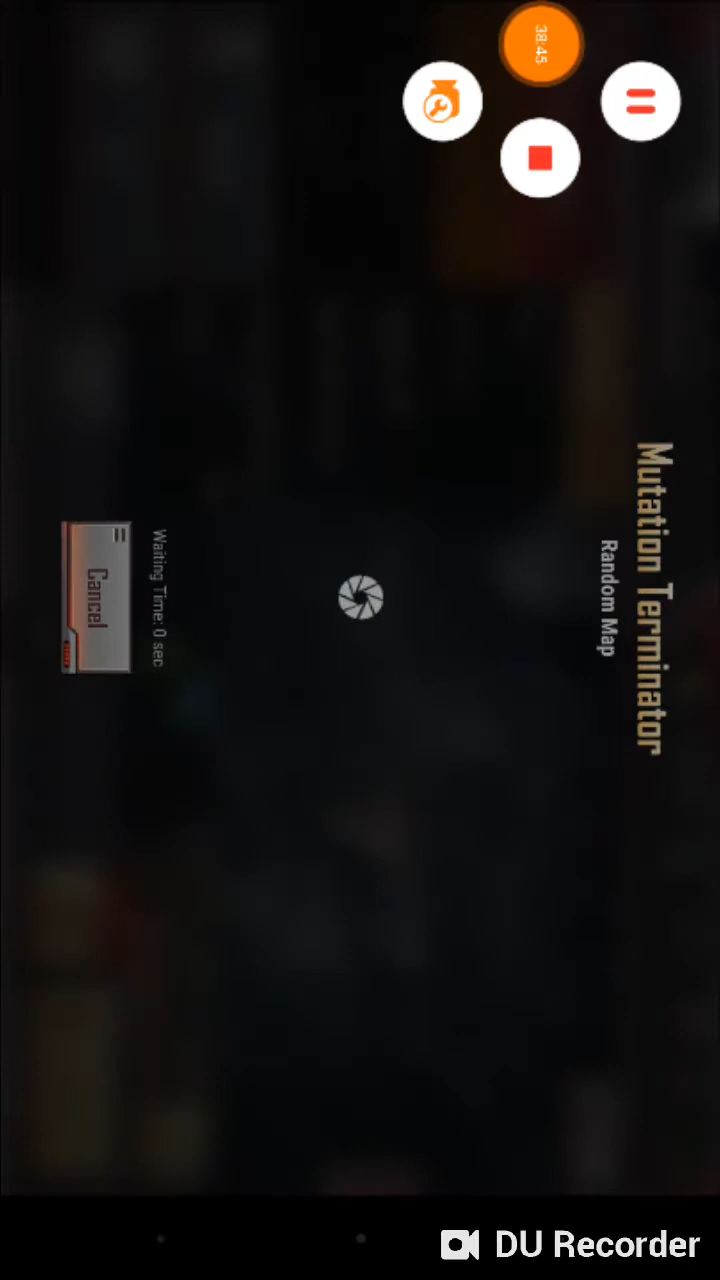 38:45
Mutation Terminator
Random Map
Waiting Time: 0 sec
Cancel
DU Recorder